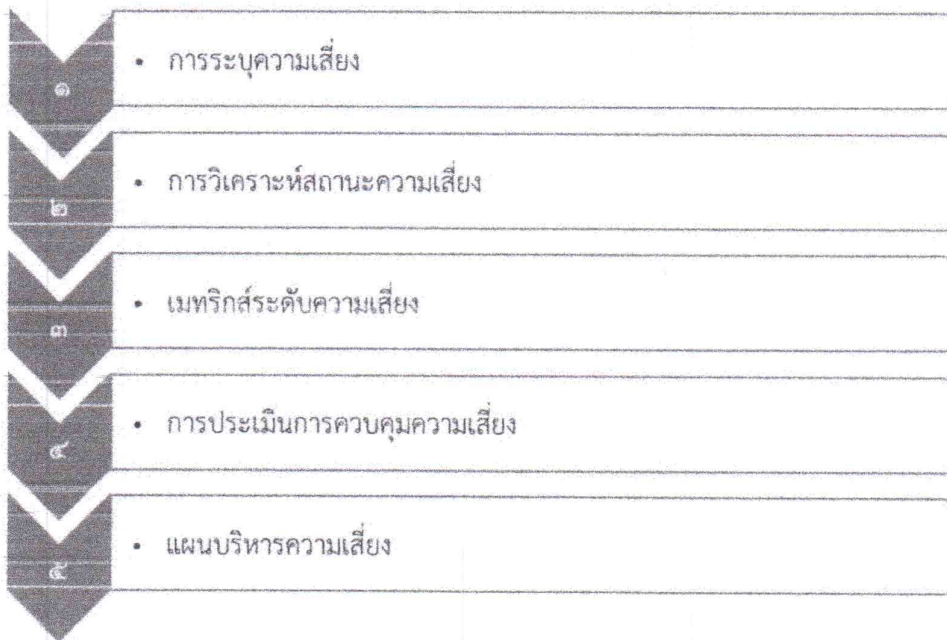 ๑
• การระบุความเสี่ยง
๒
• การวิเคราะห์สถานะความเสี่ยง
๓
• เมทริกส์ระดับความเสี่ยง
๔
• การประเมินการควบคุมความเสี่ยง
๕
• แผนบริหารความเสี่ยง